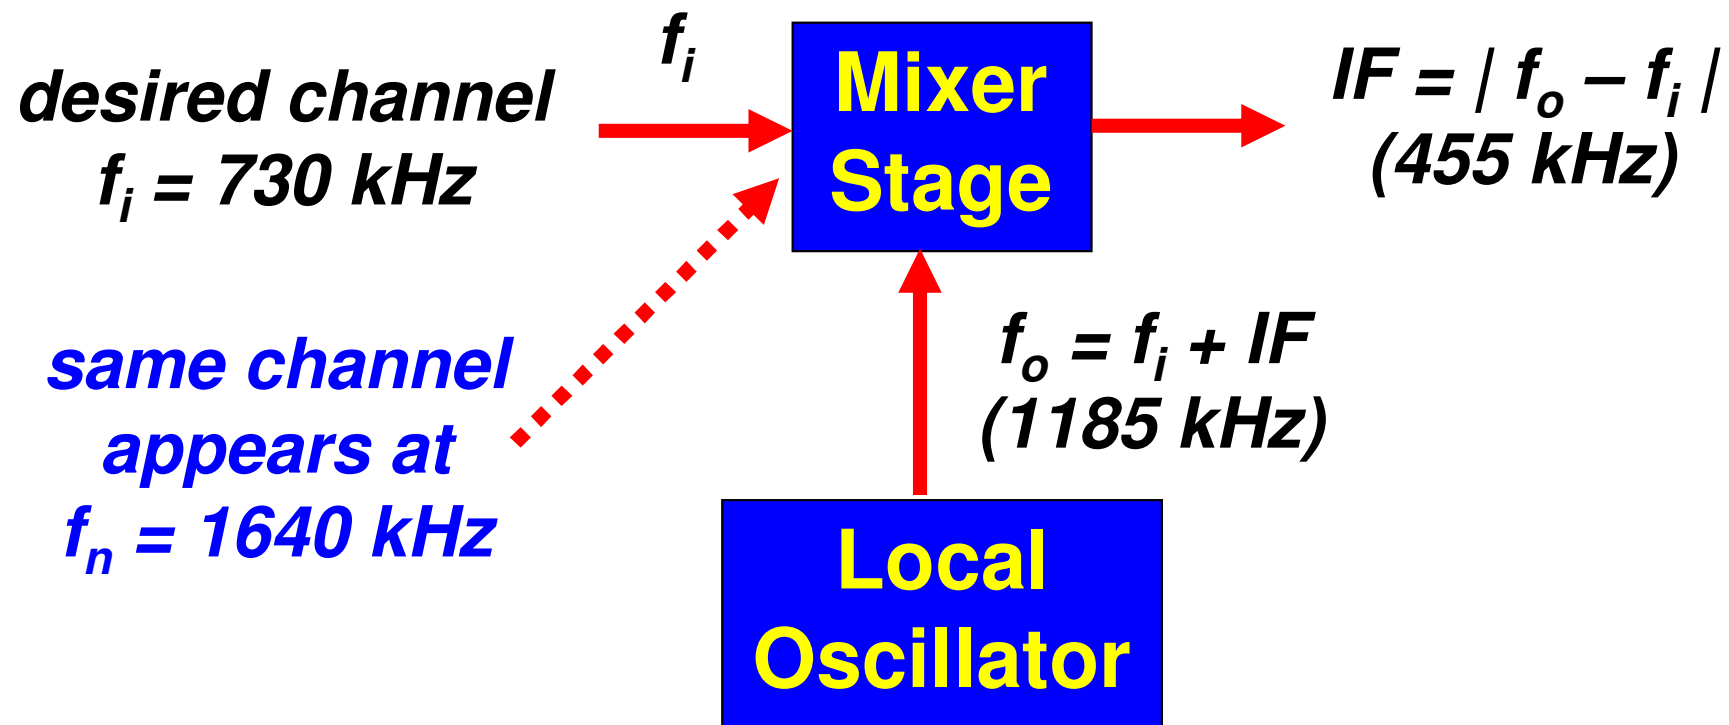 desired channel
fi = 730 kHz
fi
Mixer
Stage
IF = | fo – fi |
(455 kHz)
same channel
appears at
fn = 1640 kHz
fo = fi + IF
(1185 kHz)
Local
Oscillator